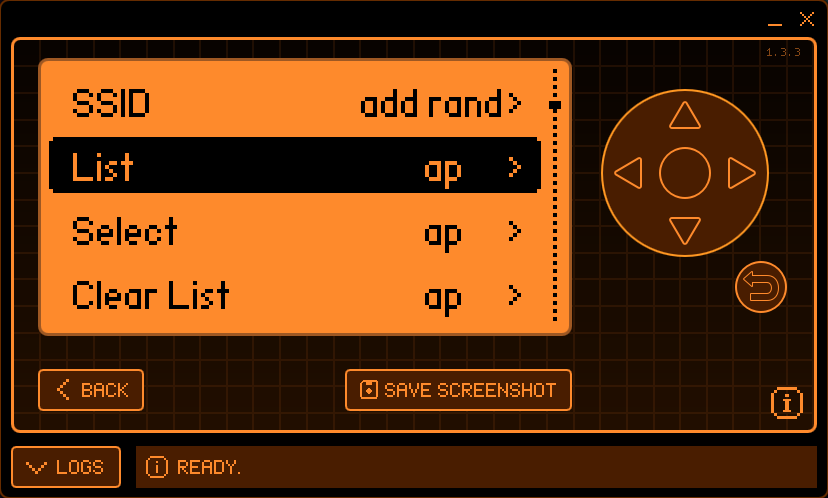 1.3.3
SSID add rand>
List ap >
Select ap >
Clear List ap >
BACK
SAVE SCREENSHOT
LOGS
READY.